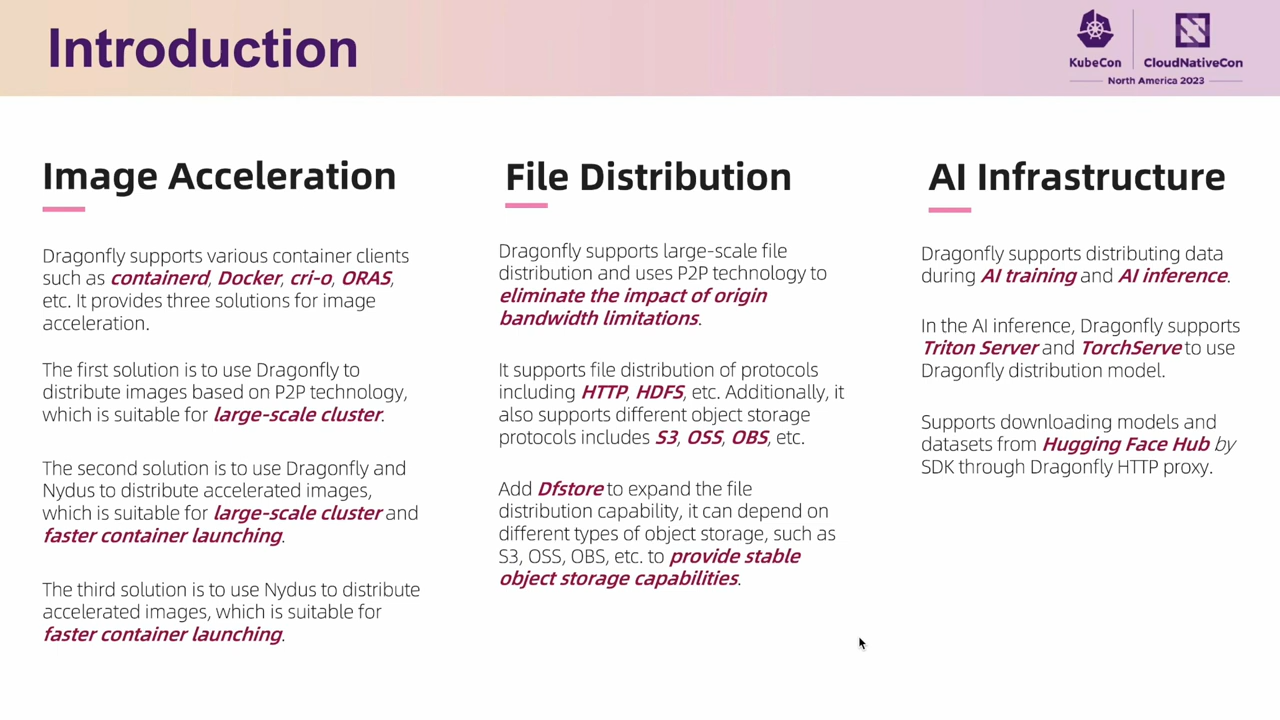 Introduction
KubeCon
CloudNativeCon
North America 2023
Image Acceleration
Dragonfly supports various container clients
such as containerd, Docker, cri-o, ORAS,
etc. It provides three solutions for image
acceleration.
The first solution is to use Dragonfly to
distribute images based on P2P technology,
which is suitable for large-scale cluster.
The second solution is to use Dragonfly and
Nydus to distribute accelerated images,
which is suitable for large-scale cluster and
faster container launching.
The third solution is to use Nydus to distribute
accelerated images, which is suitable for
faster container launching.
File Distribution
Dragonfly supports large-scale file
distribution and uses P2P technology to
eliminate the impact of origin
bandwidth limitations.
It supports file distribution of protocols
including HTTP, HDFS, etc. Additionally, it
also supports different object storage
protocols includes S3, OSS, OBS, etc.
Add Dfstore to expand the file
distribution capability, it can depend on
different types of object storage, such as
S3, OSS, OBS, etc. to provide stable
object storage capabilities.
AI Infrastructure
Dragonfly supports distributing data
during AI training and AI inference.
In the AI inference, Dragonfly supports
Triton Server and TorchServe to use
Dragonfly distribution model.
Supports downloading models and
datasets from Hugging Face Hub by
SDK through Dragonfly HTTP proxy.